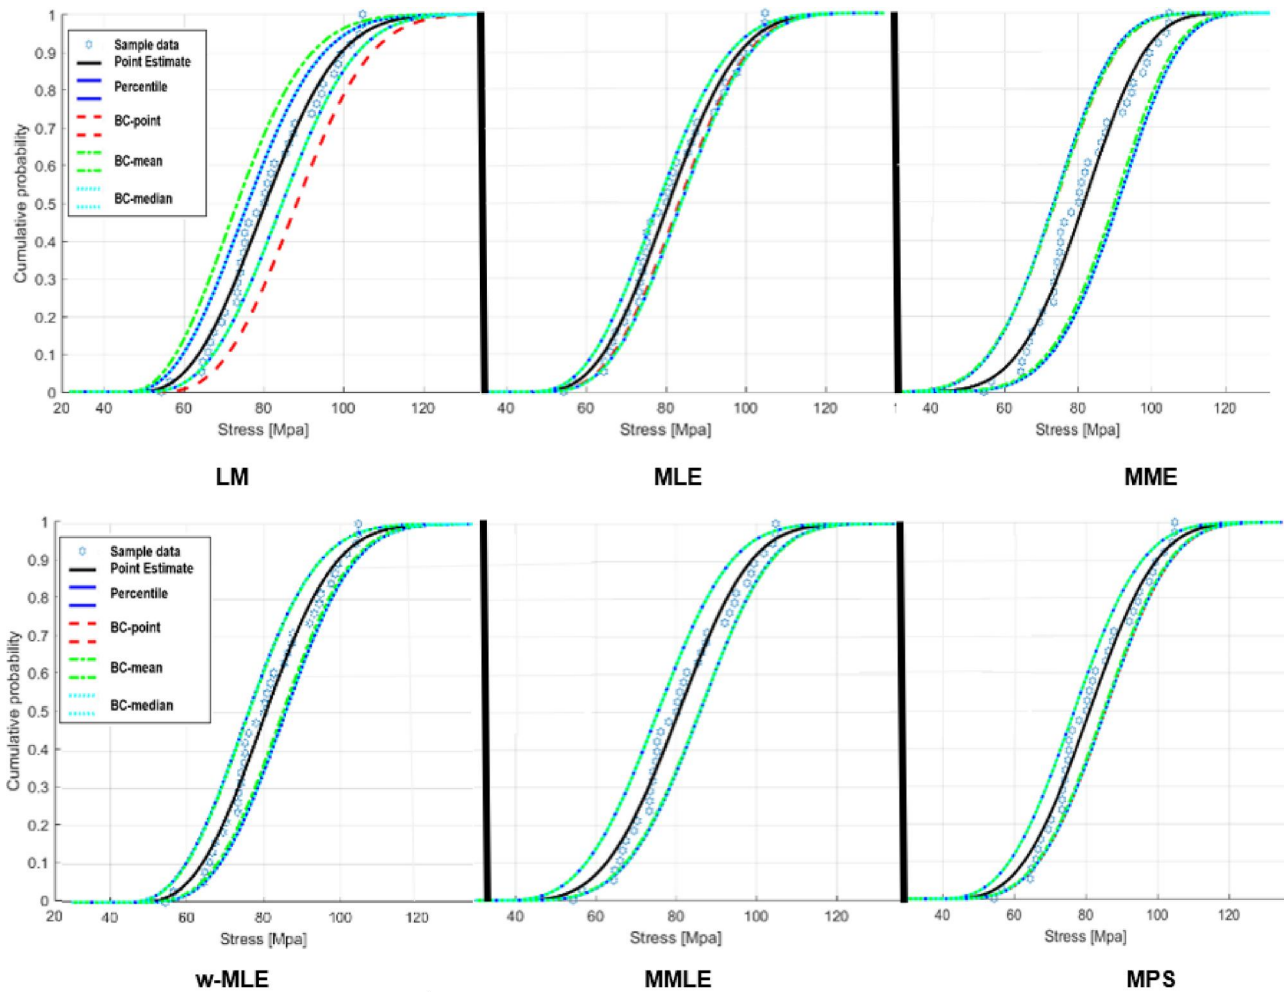 1
0.9
0.8
0.7
0.6
0.5
0.4
0.3
0.2
0.1
0
Cumulative probability
Sample data
Point Estimate
Percentile
BC-point
BC-mean
BC-median
20 40 60 80 100 120
Stress [Mpa]
LM
40 60 80 100 120
Stress [Mpa]
MLE
40 60 80 100 120
Stress [Mpa]
MME
1
0.9
0.8
0.7
0.6
0.5
0.4
0.3
0.2
0.1
0
Cumulative probability
Sample data
Point Estimate
Percentile
BC-point
BC-mean
BC-median
20 40 60 80 100 120
Stress [Mpa]
w-MLE
40 60 80 100 120
Stress [Mpa]
MMLE
40 60 80 100 120
Stress [Mpa]
MPS